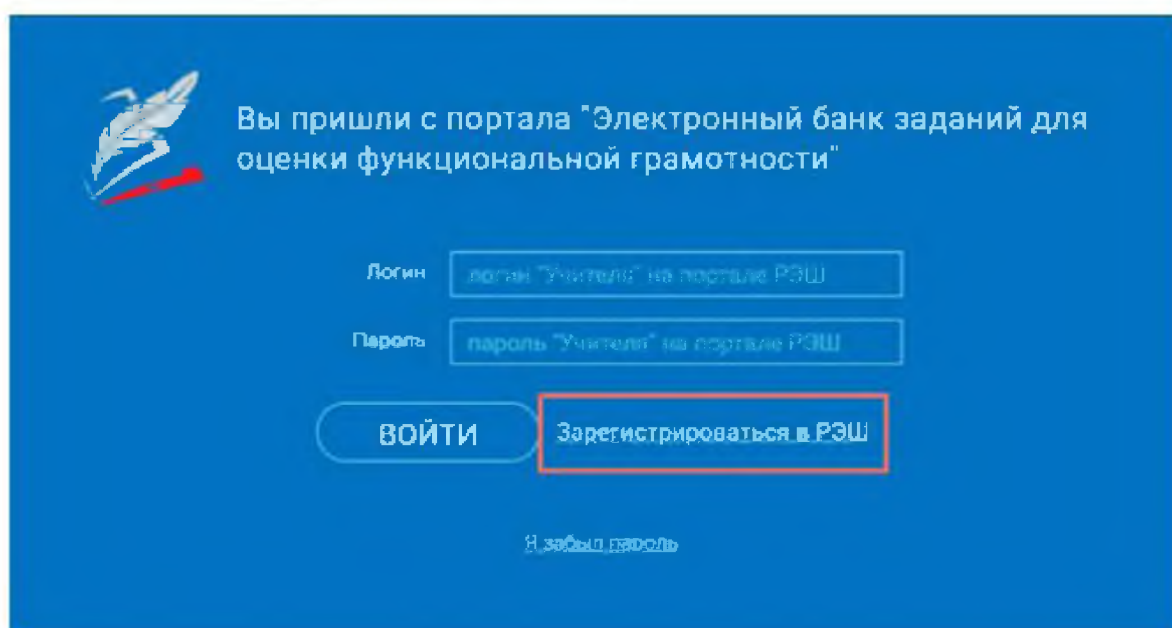 Вы пришли с портала "Электронный банк заданий для
оценки функциональной грамотности"
Логин
логин "Учителя" на портале РЭШ
Пароль
пароль "Учителя" на портале РЭШ
ВОЙТИ
Зарегистрироваться в РЭШ
Я забыл пароль